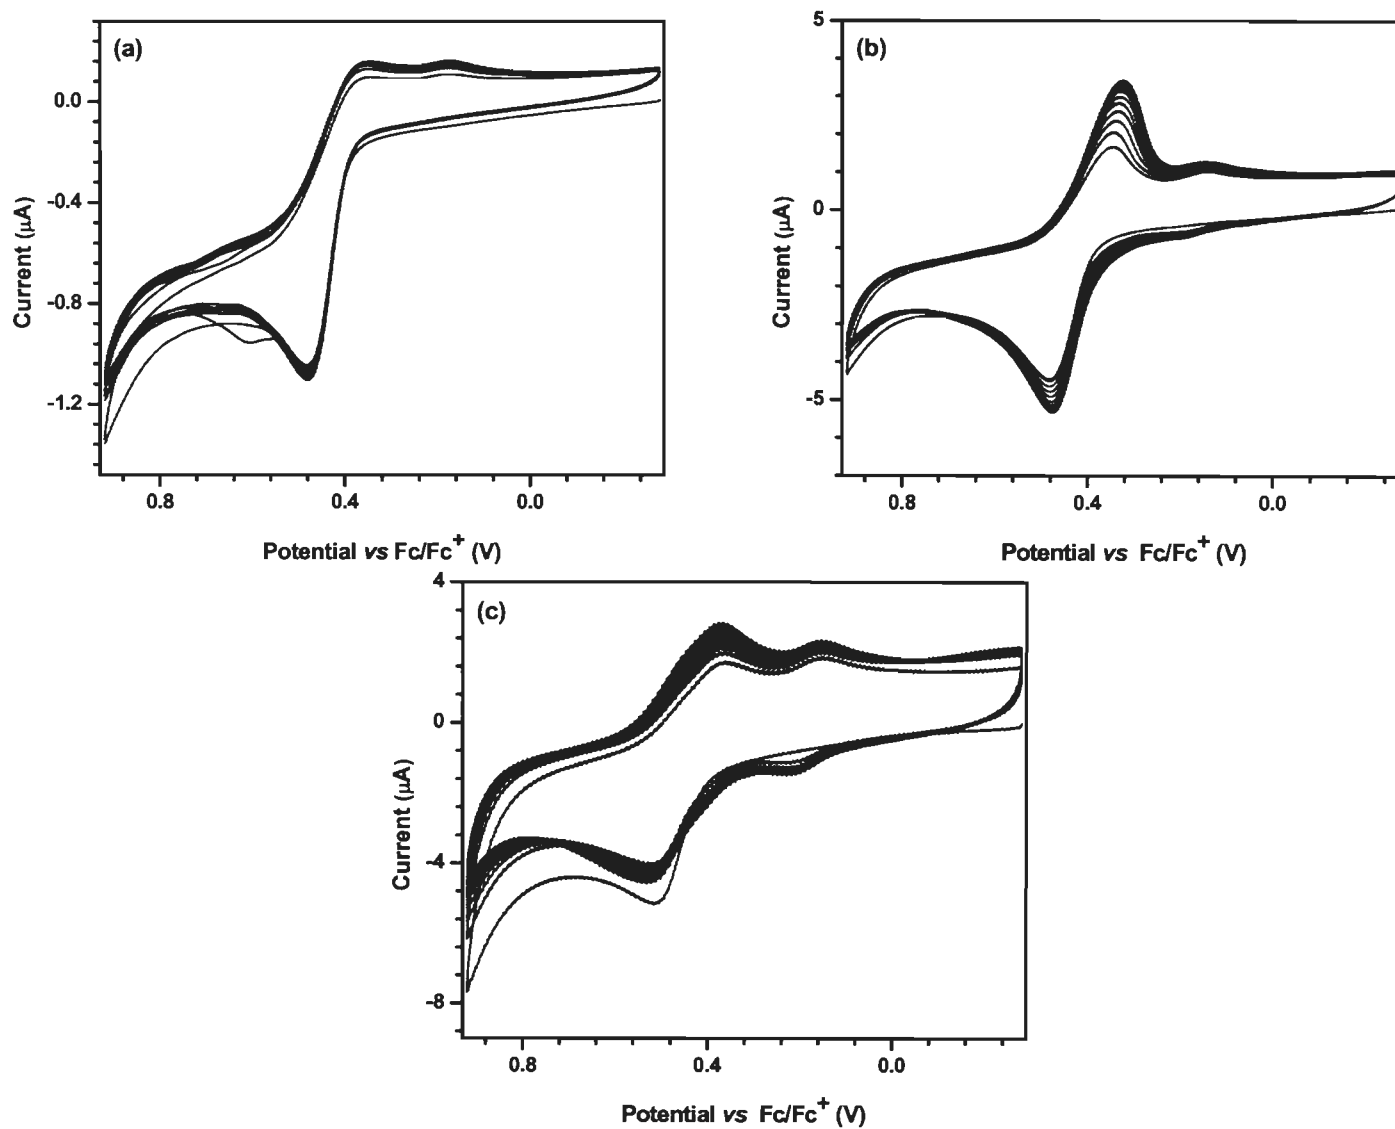 (a)
0.0
-0.4
-0.8
-1.2
Current (μA)
0.8
0.4
0.0
Potential vs Fc/Fc+ (V)
(b)
5
0
-5
Current (μA)
0.8
0.4
0.0
Potential vs Fc/Fc+ (V)
(c)
4
0
-4
-8
Current (μA)
0.8
0.4
0.0
Potential vs Fc/Fc+ (V)